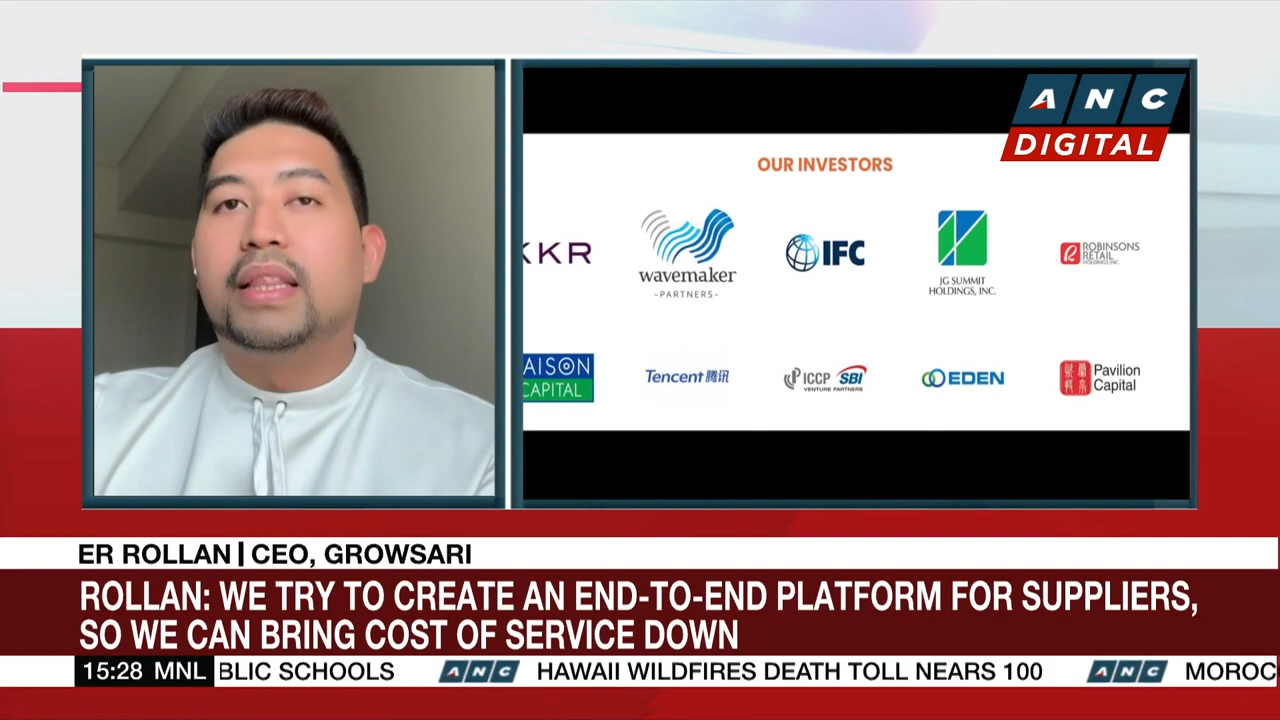 ANC
DIGITAL
OUR INVESTORS
KKR
wavemaker
-PARTNERS-
IFC
JG SUMMIT
HOLDINGS, INC.
ROBINSONS
RETAIL
HOLDINGS, INC.
AISON
CAPITAL
Tencent 腾讯
ICCP SBI
VENTURE PARTNERS
EDEN
Pavilion
Capital
ER ROLLAN | CEO, GROWSARI
ROLLAN: WE TRY TO CREATE AN END-TO-END PLATFORM FOR SUPPLIERS,
SO WE CAN BRING COST OF SERVICE DOWN
15:28 MNL BLIC SCHOOLS ANC HAWAII WILDFIRES DEATH TOLL NEARS 100 ANC MOROC